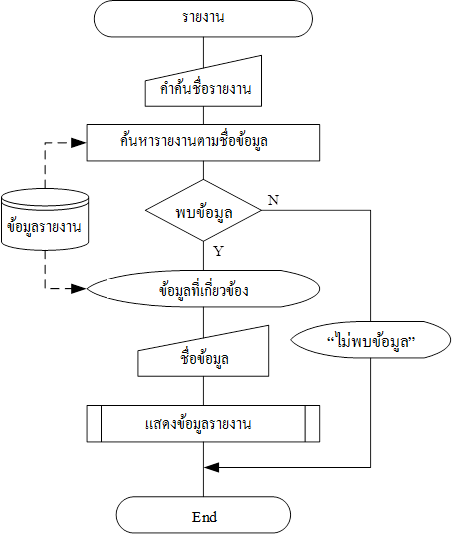 รายงาน
คำค้นชื่อรายงาน
ค้นหารายงานตามชื่อข้อมูล
พบข้อมูล
N
ข้อมูลรายงาน
Y
ข้อมูลที่เกี่ยวข้อง
“ไม่พบข้อมูล”
ชื่อข้อมูล
แสดงข้อมูลรายงาน
End